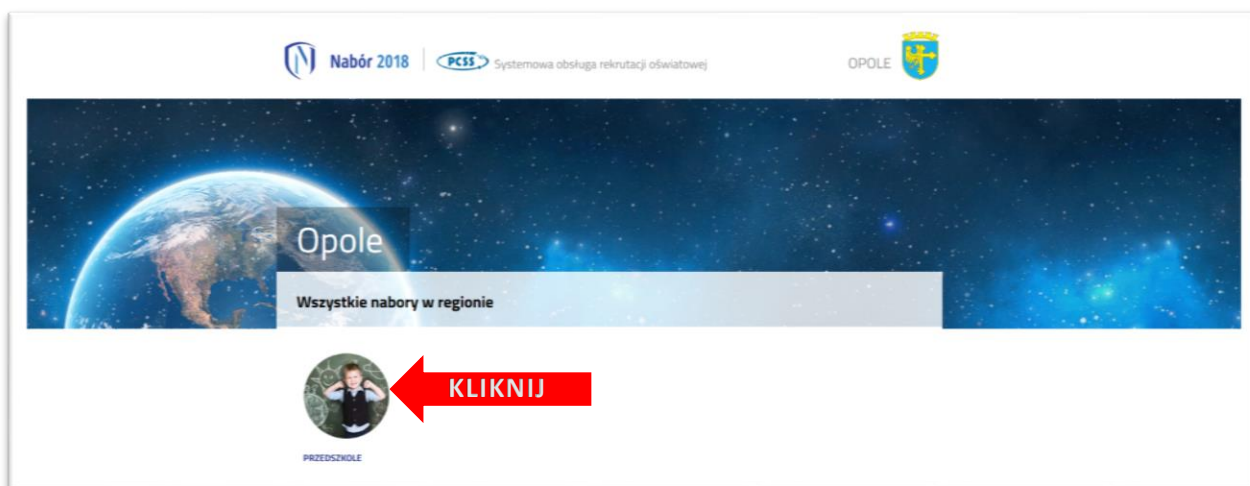 Nabór 2018
PCSS
Systemowa obsługa rekrutacji oświatowej
OPOLE
Opole
Wszystkie nabory w regionie
KLIKNIJ
PRZEDSZKOLE